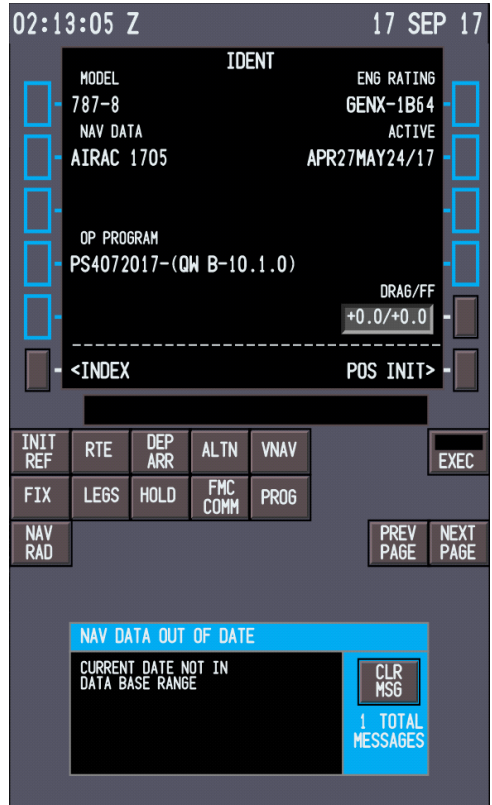 02:13:05 Z 17 SEP 17
IDENT
MODEL ENG RATING
787-8 GENX-1B64
NAV DATA ACTIVE
AIRAC 1705 APR27MAY24/17
OP PROGRAM
PS4072017-(QW B-10.1.0)
DRAG/FF
+0.0/+0.0
<INDEX POS INIT>
INIT REF RTE DEP ARR ALTN VNAV EXEC
FIX LEGS HOLD FMC COMM PROG
NAV RAD PREV PAGE NEXT PAGE
NAV DATA OUT OF DATE
CURRENT DATE NOT IN
DATA BASE RANGE
CLR
MSG
1 TOTAL
MESSAGES